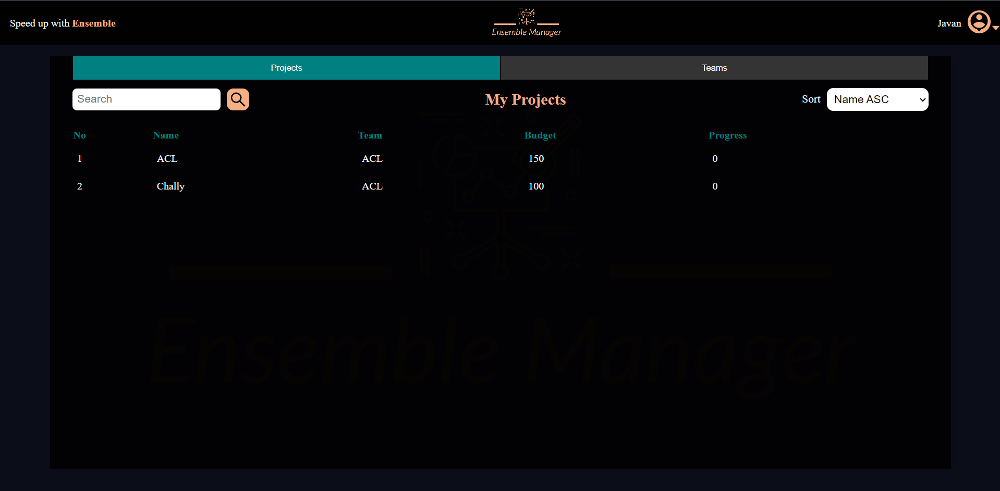 Speed up with Ensemble
Ensemble Manager
Javan
Projects
Teams
Search
My Projects
Sort
Name ASC
No Name Team Budget Progress
1 ACL ACL 150 0
2 Chally ACL 100 0
Ensemble Manager